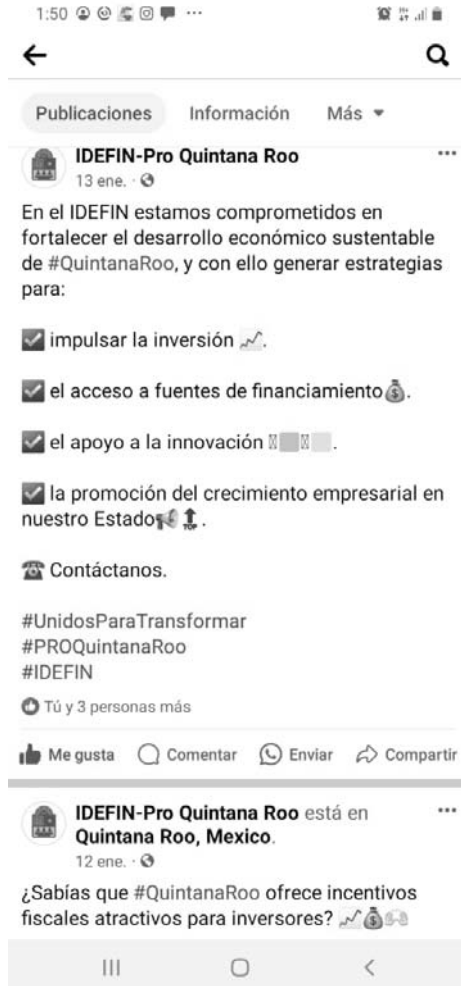 1:50
Publicaciones Información Más
IDEFIN-Pro Quintana Roo
13 ene.
En el IDEFIN estamos comprometidos en
fortalecer el desarrollo económico sustentable
de #QuintanaRoo, y con ello generar estrategias
para:
✅ impulsar la inversión 📈.
✅ el acceso a fuentes de financiamiento💰.
✅ el apoyo a la innovación .
✅ la promoción del crecimiento empresarial en
nuestro Estado📢🔝.
☎ Contáctanos.
#UnidosParaTransformar
#PROQuintanaRoo
#IDEFIN
Tú y 3 personas más
Me gusta Comentar Enviar Compartir
IDEFIN-Pro Quintana Roo está en
Quintana Roo, Mexico.
12 ene.
¿Sabías que #QuintanaRoo ofrece incentivos
fiscales atractivos para inversores? 📈💰